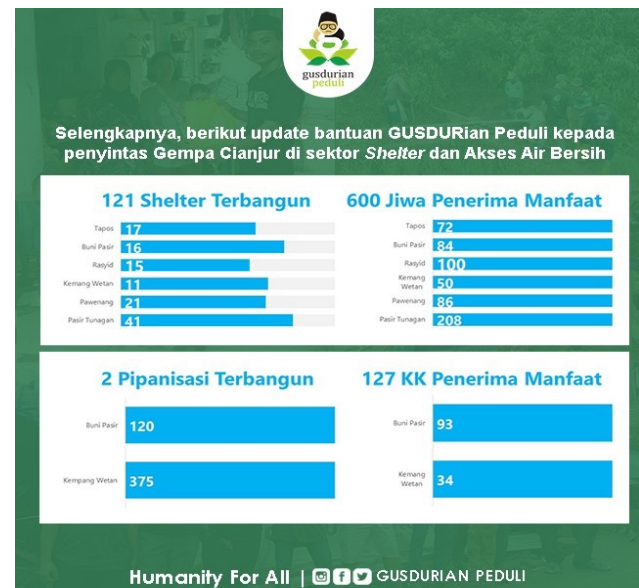 gusdurian
peduli
Selengkapnya, berikut update bantuan GUSDURian Peduli kepada
penyintas Gempa Cianjur di sektor Shelter dan Akses Air Bersih
121 Shelter Terbangun
Tapos 17
Buni Pasir 16
Rasyid 15
Kemang Wetan 11
Pawenang 21
Pasir Tunagan 41
600 Jiwa Penerima Manfaat
Tapos 72
Buni Pasir 84
Rasyid 100
Kemang
Wetan 50
Pawenang 86
Pasir Tunagan 208
2 Pipanisasi Terbangun
Buni Pasir 120
Kempang Wetan 375
127 KK Penerima Manfaat
Buni Pasir 93
Kemang
Wetan 34
Humanity For All | GUSDURIAN PEDULI